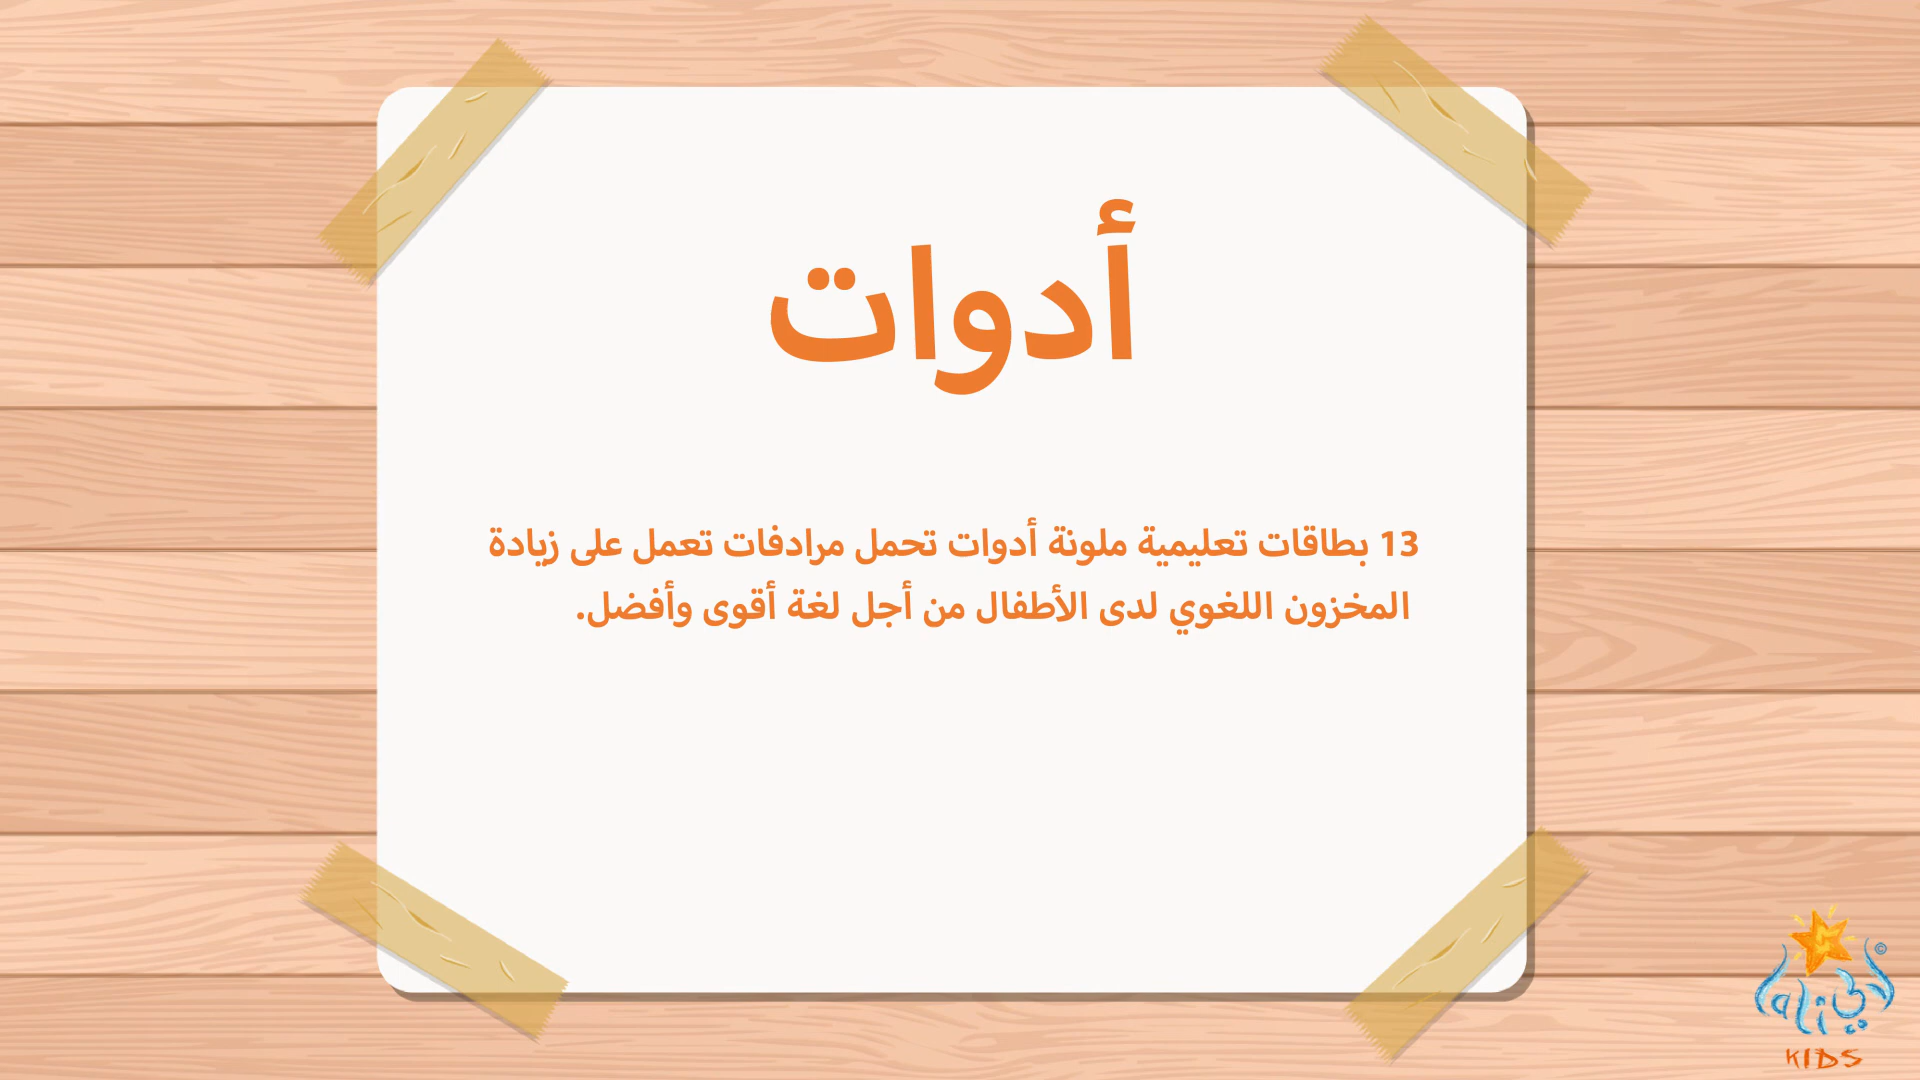 أدوات
13 بطاقات تعليمية ملونة أدوات تحمل مرادفات تعمل على زيادة
المخزون اللغوي لدى الأطفال من أجل لغة أقوى وأفضل.
©
KIDS